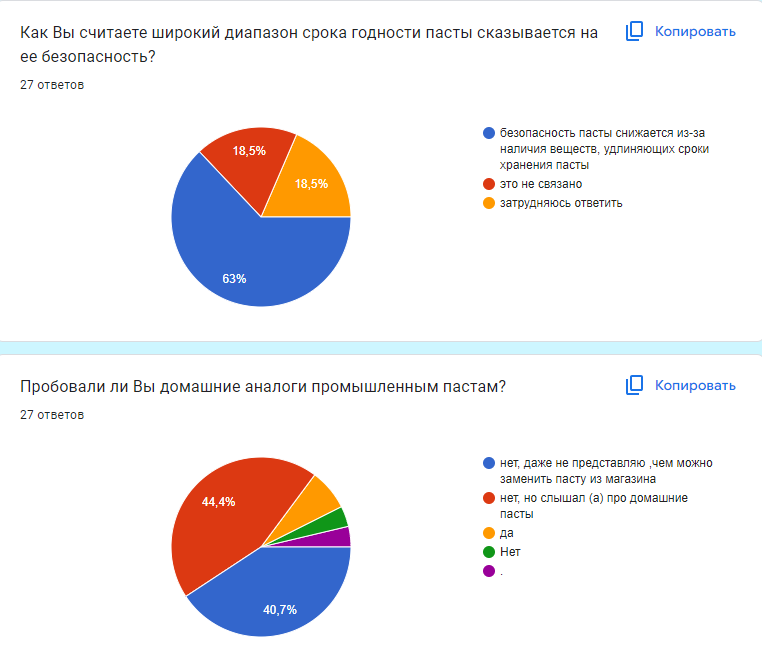 Как Вы считаете широкий диапазон срока годности пасты сказывается на
ее безопасность?
Копировать
27 ответов
18,5%
18,5%
63%
безопасность пасты снижается из-за
наличия веществ, удлиняющих сроки
хранения пасты
это не связано
затрудняюсь ответить
Пробовали ли Вы домашние аналоги промышленным пастам?
Копировать
27 ответов
44,4%
40,7%
нет, даже не представляю ,чем можно
заменить пасту из магазина
нет, но слышал (а) про домашние
пасты
да
Нет
.